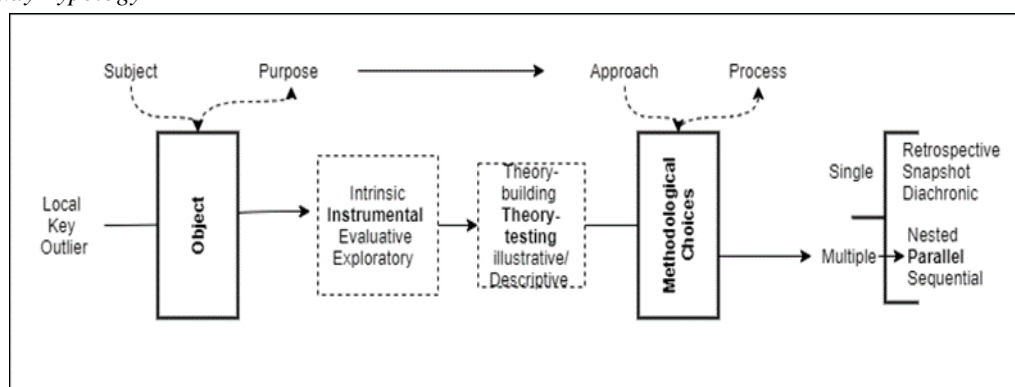 Typology
Subject
Purpose
Approach
Process
Local
Key
Outlier
Object
Intrinsic
Instrumental
Evaluative
Exploratory
Theory-
building
Theory-
testing
illustrative/
Descriptive
Methodological
Choices
Single
Retrospective
Snapshot
Diachronic
Multiple
Nested
Parallel
Sequential